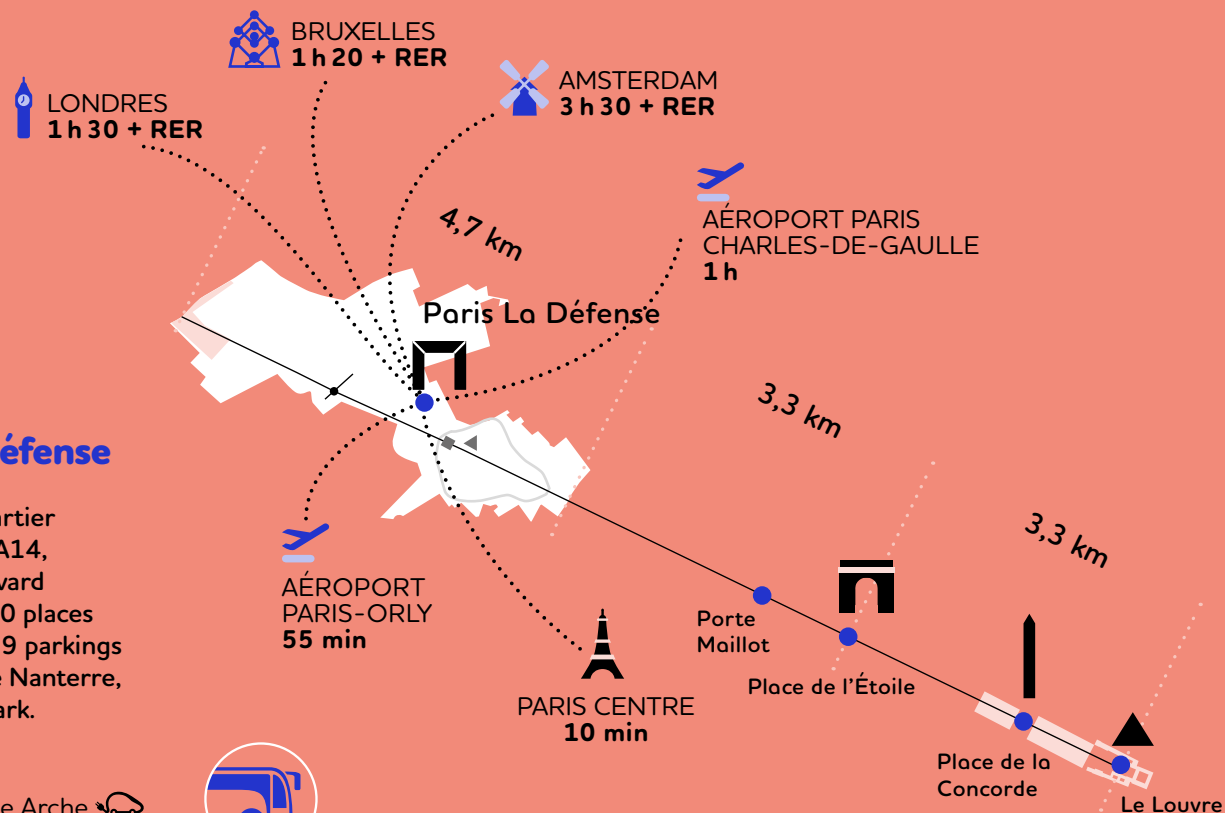 BRUXELLES
1 h 20 + RER
LONDRES
1 h 30 + RER
AMSTERDAM
3 h 30 + RER
AÉROPORT PARIS
CHARLES-DE-GAULLE
1 h
4,7 km
Paris La Défense
3,3 km
3,3 km
éfense
artier
A14,
vard
0 places
9 parkings
e Nanterre,
ark.
AÉROPORT
PARIS-ORLY
55 min
PARIS CENTRE
10 min
Porte
Maillot
Place de l'Étoile
Place de la
Concorde
Le Louvre
e Arche